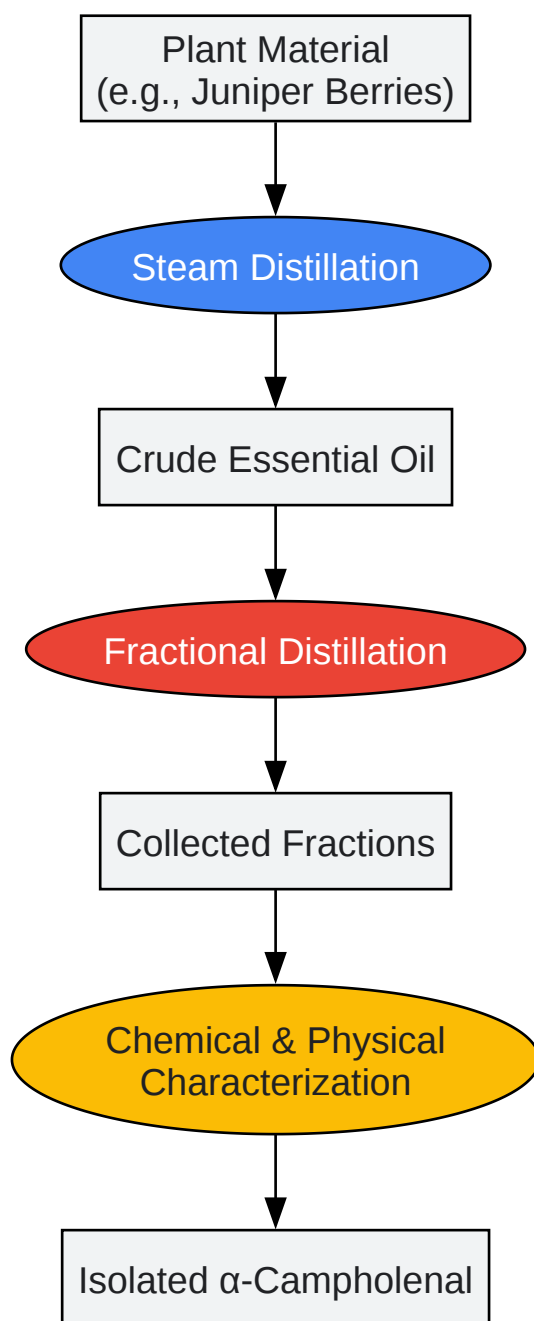 Plant Material
(e.g., Juniper Berries)
Steam Distillation
Crude Essential Oil
Fractional Distillation
Collected Fractions
Chemical & Physical
Characterization
Isolated α-Campholenal